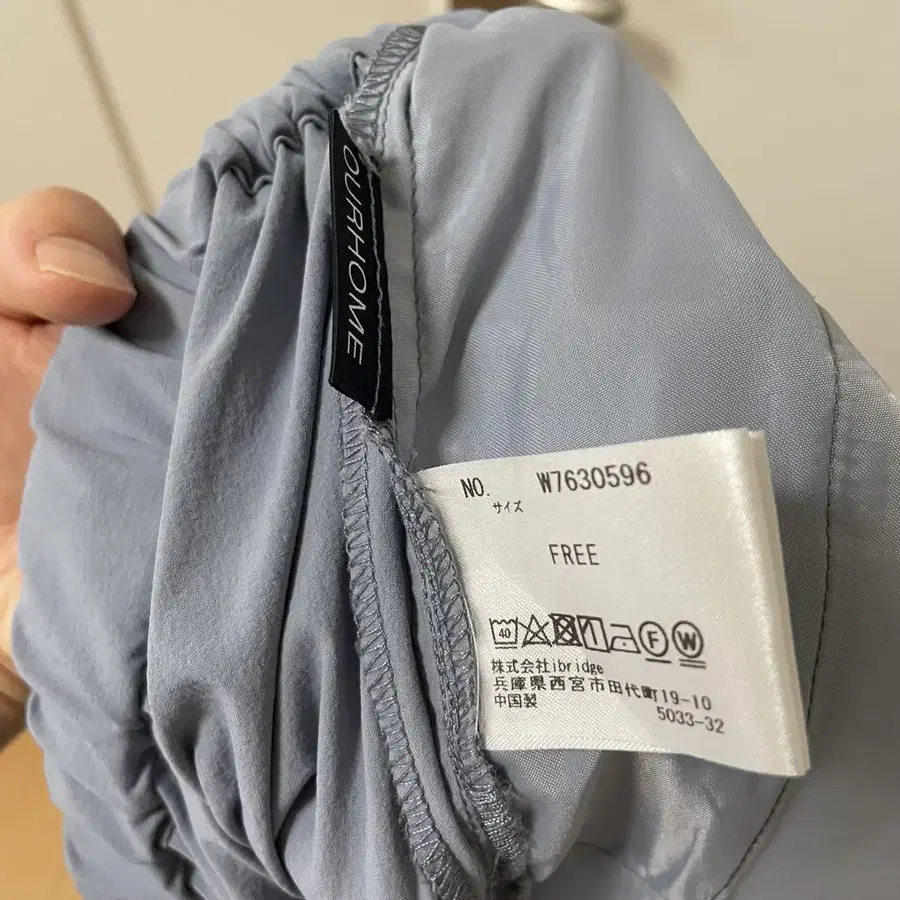 OURHOME
NO. W7630596
サイズ
FREE
40 F W
株式会社ibridge
兵庫県西宮市田代町19-10
中国製 5033-32